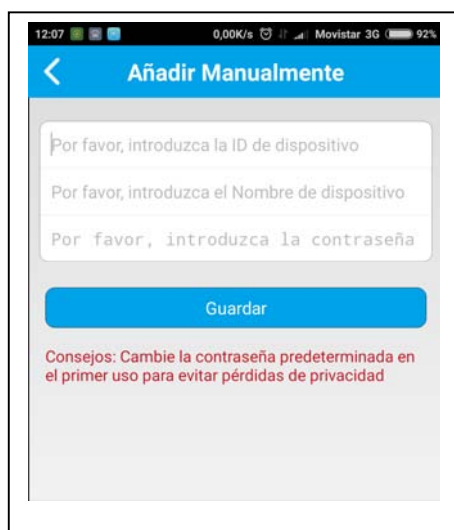 12:07 0,00K/s Movistar 3G 92%
Añadir Manualmente
Por favor, introduzca la ID de dispositivo
Por favor, introduzca el Nombre de dispositivo
Por favor, introduzca la contraseña
Guardar
Consejos: Cambie la contraseña predeterminada en
el primer uso para evitar pérdidas de privacidad